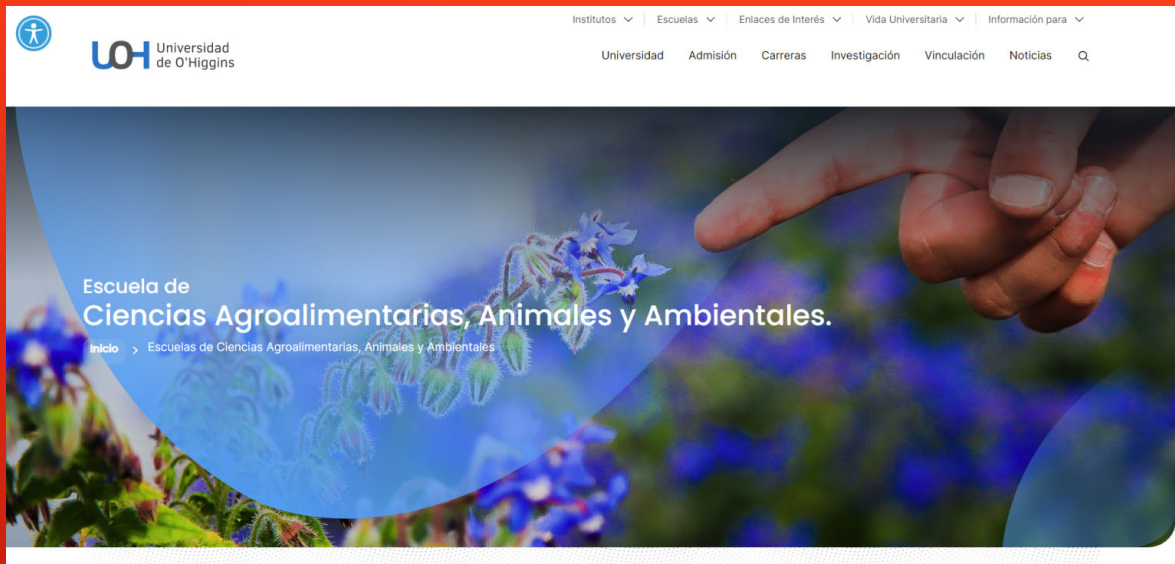 Institutos
Escuelas
Enlaces de Interés
Vida Universitaria
Información para
UOH
Universidad
de O'Higgins
Universidad
Admisión
Carreras
Investigación
Vinculación
Noticias
Escuela de
Ciencias Agroalimentarias, Animales y Ambientales.
Inicio > Escuelas de Ciencias Agroalimentarias, Animales y Ambientales